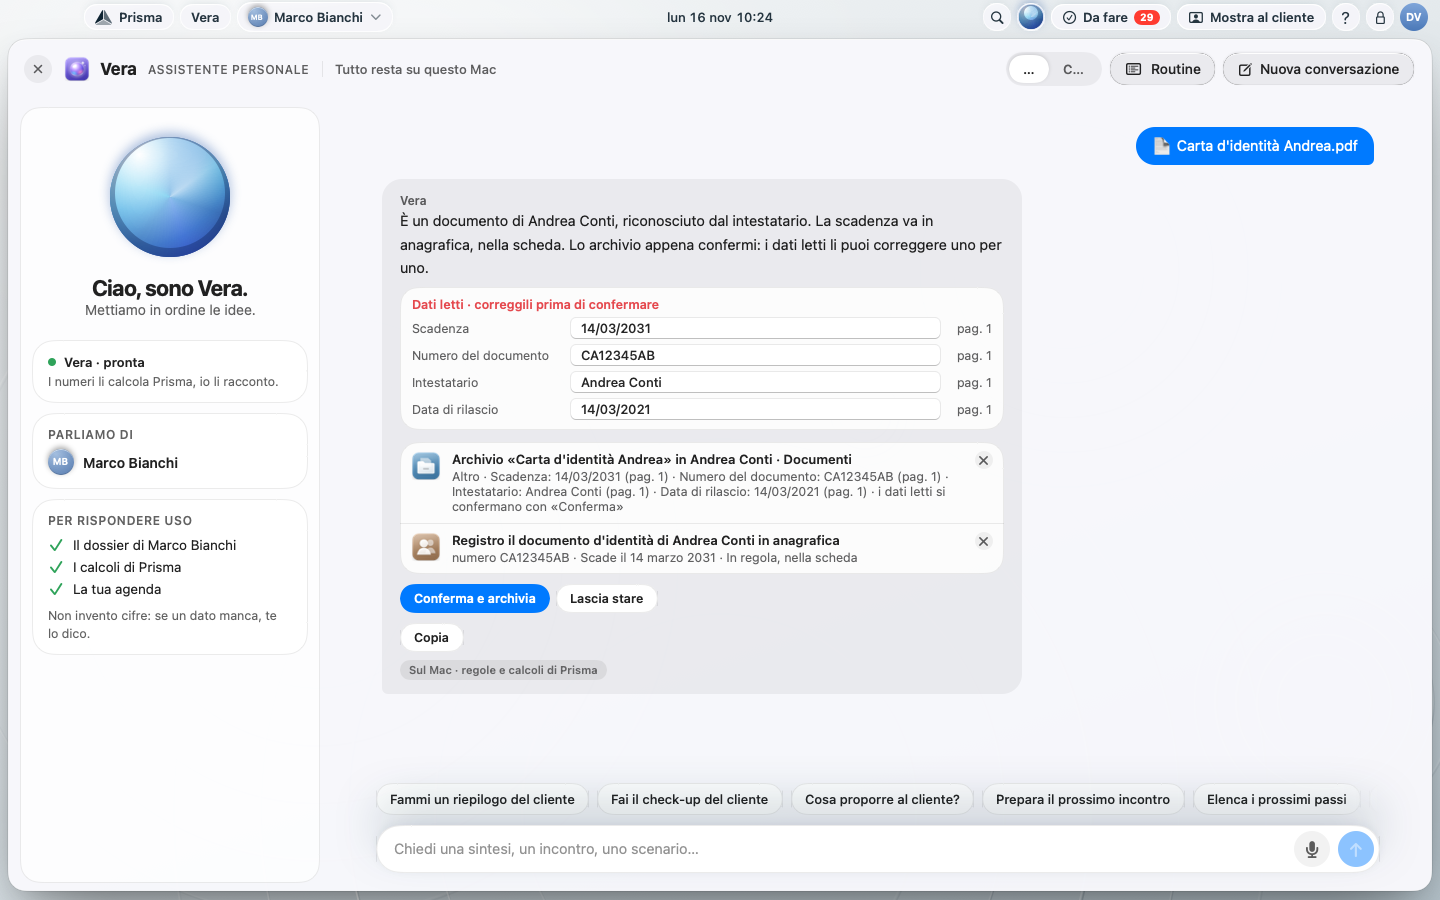 Prisma
Vera
MB Marco Bianchi
lun 16 nov 10:24
Da fare 29
Mostra al cliente
?
DV
Vera ASSISTENTE PERSONALE
Tutto resta su questo Mac
...
C...
Routine
Nuova conversazione
Ciao, sono Vera.
Mettiamo in ordine le idee.
Vera · pronta
I numeri li calcola Prisma, io li racconto.
PARLIAMO DI
MB Marco Bianchi
PER RISPONDERE USO
Il dossier di Marco Bianchi
I calcoli di Prisma
La tua agenda
Non invento cifre: se un dato manca, te
lo dico.
Carta d'identità Andrea.pdf
Vera
È un documento di Andrea Conti, riconosciuto dal intestatario. La scadenza va in
anagrafica, nella scheda. Lo archivio appena confermi: i dati letti li puoi correggere uno per
uno.
Dati letti · correggili prima di confermare
Scadenza 14/03/2031 pag. 1
Numero del documento CA12345AB pag. 1
Intestatario Andrea Conti pag. 1
Data di rilascio 14/03/2021 pag. 1
Archivio «Carta d'identità Andrea» in Andrea Conti · Documenti
Altro · Scadenza: 14/03/2031 (pag. 1) · Numero del documento: CA12345AB (pag. 1) ·
Intestatario: Andrea Conti (pag. 1) · Data di rilascio: 14/03/2021 (pag. 1) · i dati letti si
confermano con «Conferma»
Registro il documento d'identità di Andrea Conti in anagrafica
numero CA12345AB · Scade il 14 marzo 2031 · In regola, nella scheda
Conferma e archivia
Lascia stare
Copia
Sul Mac · regole e calcoli di Prisma
Fammi un riepilogo del cliente
Fai il check-up del cliente
Cosa proporre al cliente?
Prepara il prossimo incontro
Elenca i prossimi passi
Chiedi una sintesi, un incontro, uno scenario...